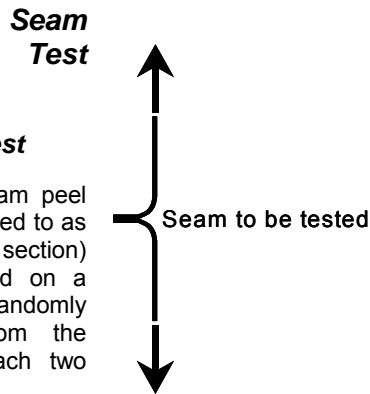 Seam
Test
est
am peel
ed to as
section)
d on a
andomly
om the
ach two
Seam to be tested